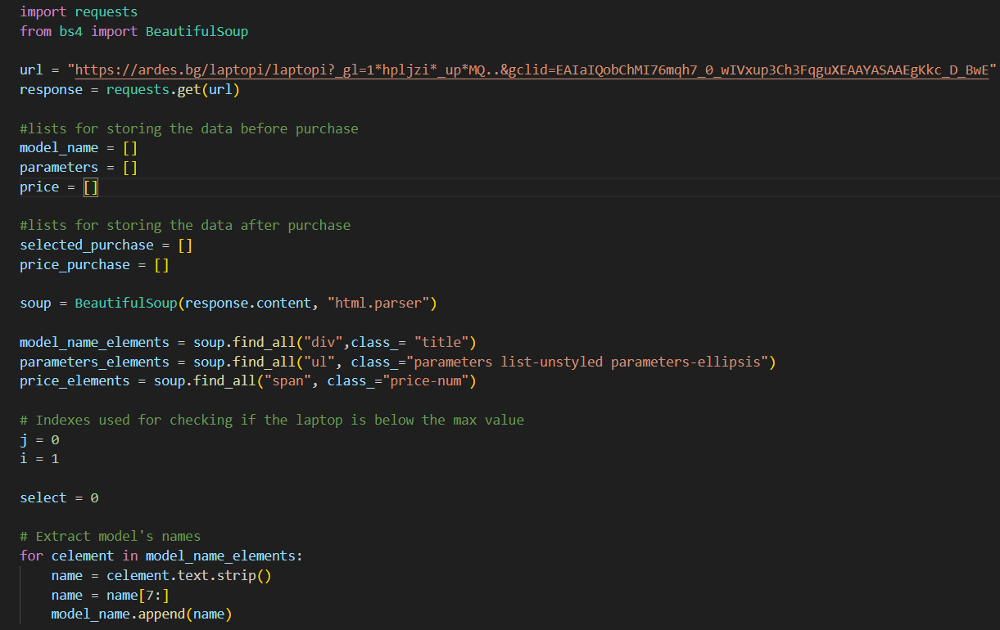 import requests
from bs4 import BeautifulSoup
url = "https://ardes.bg/laptopi/laptopi?_gl=1*hpljzi*_up*MQ..&gclid=EAIaIQobChMI76mqh7_0_wIVxup3Ch3FqguXEAAYASAAEgKkc_D_BwE"
response = requests.get(url)
#lists for storing the data before purchase
model_name = []
parameters = []
price = []
#lists for storing the data after purchase
selected_purchase = []
price_purchase = []
soup = BeautifulSoup(response.content, "html.parser")
model_name_elements = soup.find_all("div",class_= "title")
parameters_elements = soup.find_all("ul", class_="parameters list-unstyled parameters-ellipsis")
price_elements = soup.find_all("span", class_="price-num")
# Indexes used for checking if the laptop is below the max value
j = 0
i = 1
select = 0
# Extract model's names
for celement in model_name_elements:
    name = celement.text.strip()
    name = name[7:]
    model_name.append(name)